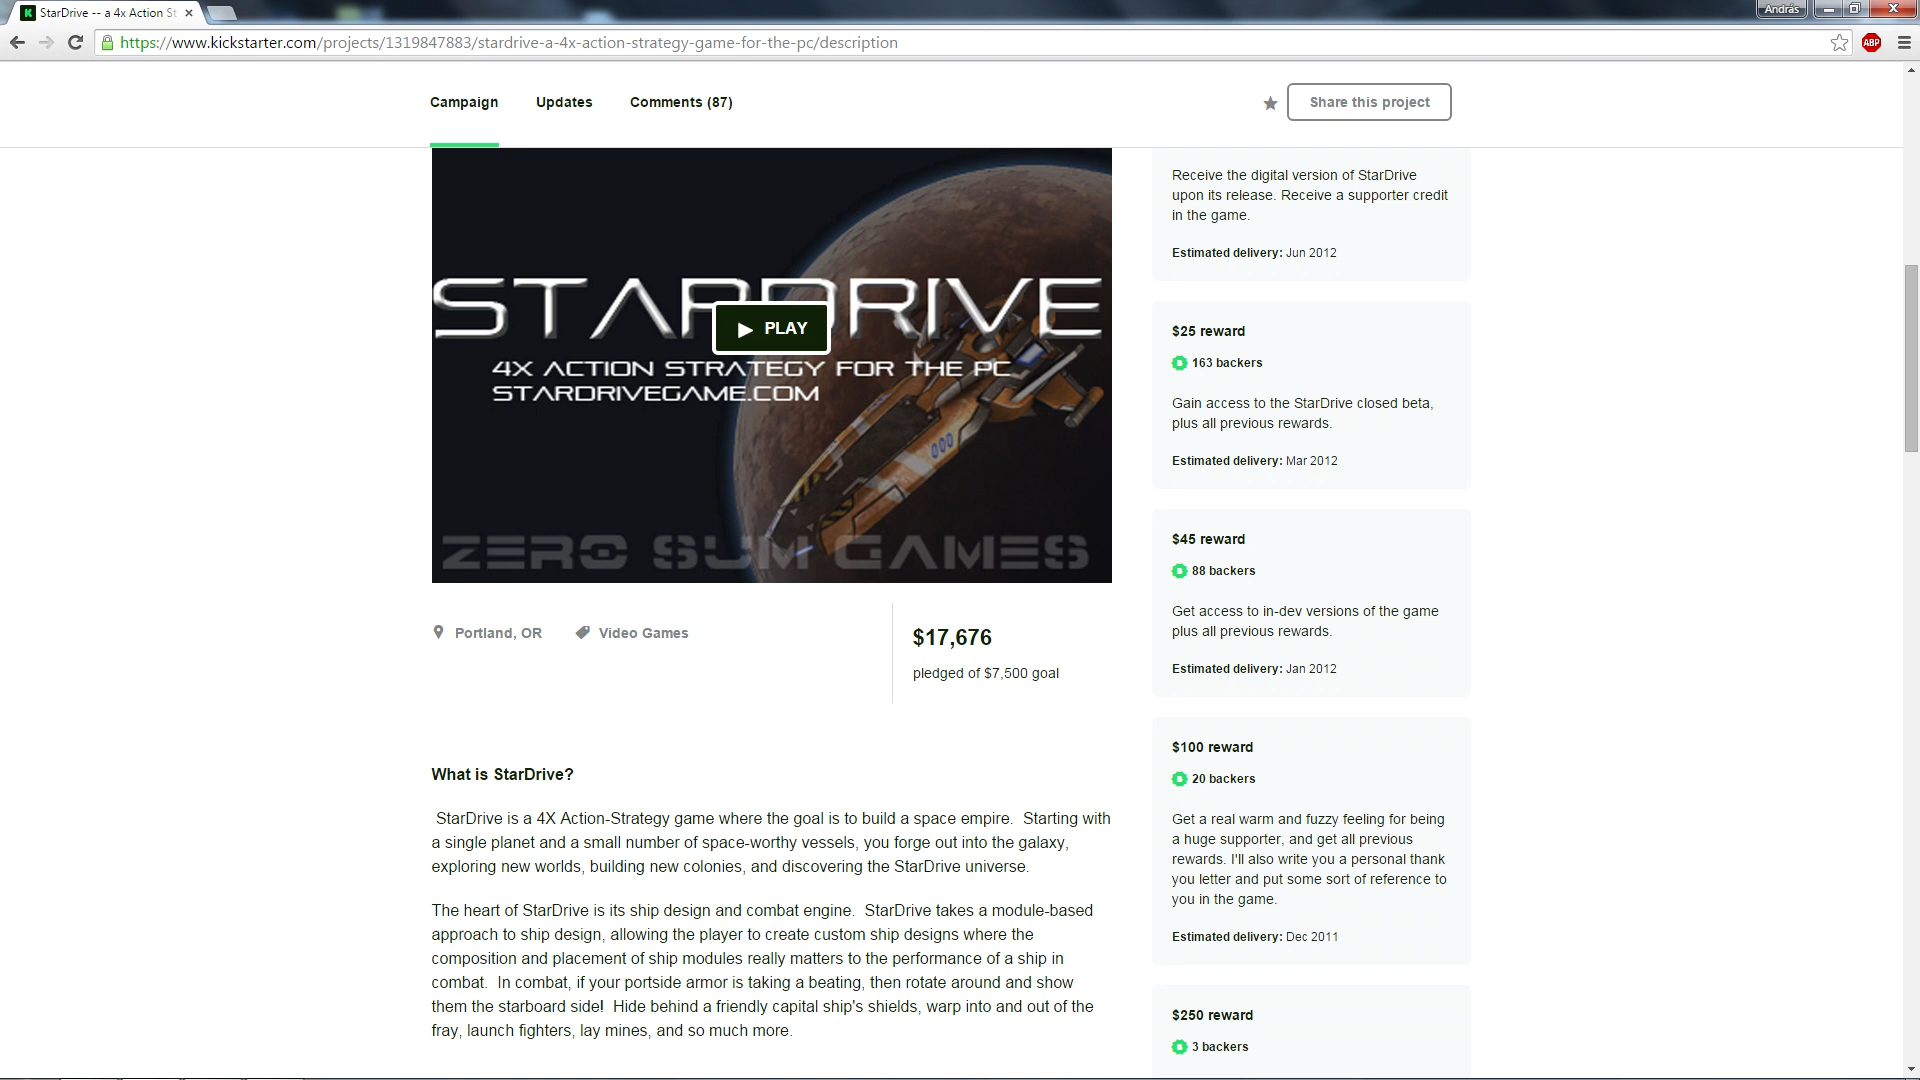 StarDrive -- a 4x Action St
András
https://www.kickstarter.com/projects/1319847883/stardrive-a-4x-action-strategy-game-for-the-pc/description
ABP
Campaign
Updates
Comments (87)
Share this project
STARDRIVE
PLAY
4X ACTION STRATEGY FOR THE PC
STARDRIVEGAME.COM
ZERO SUM GAMES
Portland, OR
Video Games
$17,676
pledged of $7,500 goal
What is StarDrive?
StarDrive is a 4X Action-Strategy game where the goal is to build a space empire.  Starting with
a single planet and a small number of space-worthy vessels, you forge out into the galaxy,
exploring new worlds, building new colonies, and discovering the StarDrive universe.
The heart of StarDrive is its ship design and combat engine.  StarDrive takes a module-based
approach to ship design, allowing the player to create custom ship designs where the
composition and placement of ship modules really matters to the performance of a ship in
combat.  In combat, if your portside armor is taking a beating, then rotate around and show
them the starboard side!  Hide behind a friendly capital ship's shields, warp into and out of the
fray, launch fighters, lay mines, and so much more.
Receive the digital version of StarDrive
upon its release. Receive a supporter credit
in the game.
Estimated delivery: Jun 2012
$25 reward
163 backers
Gain access to the StarDrive closed beta,
plus all previous rewards.
Estimated delivery: Mar 2012
$45 reward
88 backers
Get access to in-dev versions of the game
plus all previous rewards.
Estimated delivery: Jan 2012
$100 reward
20 backers
Get a real warm and fuzzy feeling for being
a huge supporter, and get all previous
rewards. I'll also write you a personal thank
you letter and put some sort of reference to
you in the game.
Estimated delivery: Dec 2011
$250 reward
3 backers